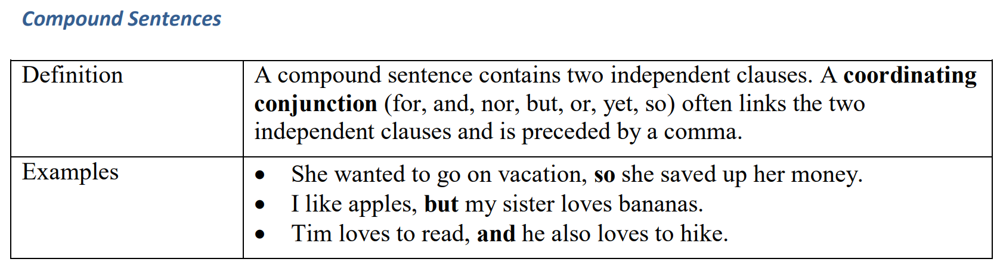 Compound Sentences
Definition
A compound sentence contains two independent clauses. A coordinating
conjunction (for, and, nor, but, or, yet, so) often links the two
independent clauses and is preceded by a comma.
Examples
• She wanted to go on vacation, so she saved up her money.
• I like apples, but my sister loves bananas.
• Tim loves to read, and he also loves to hike.